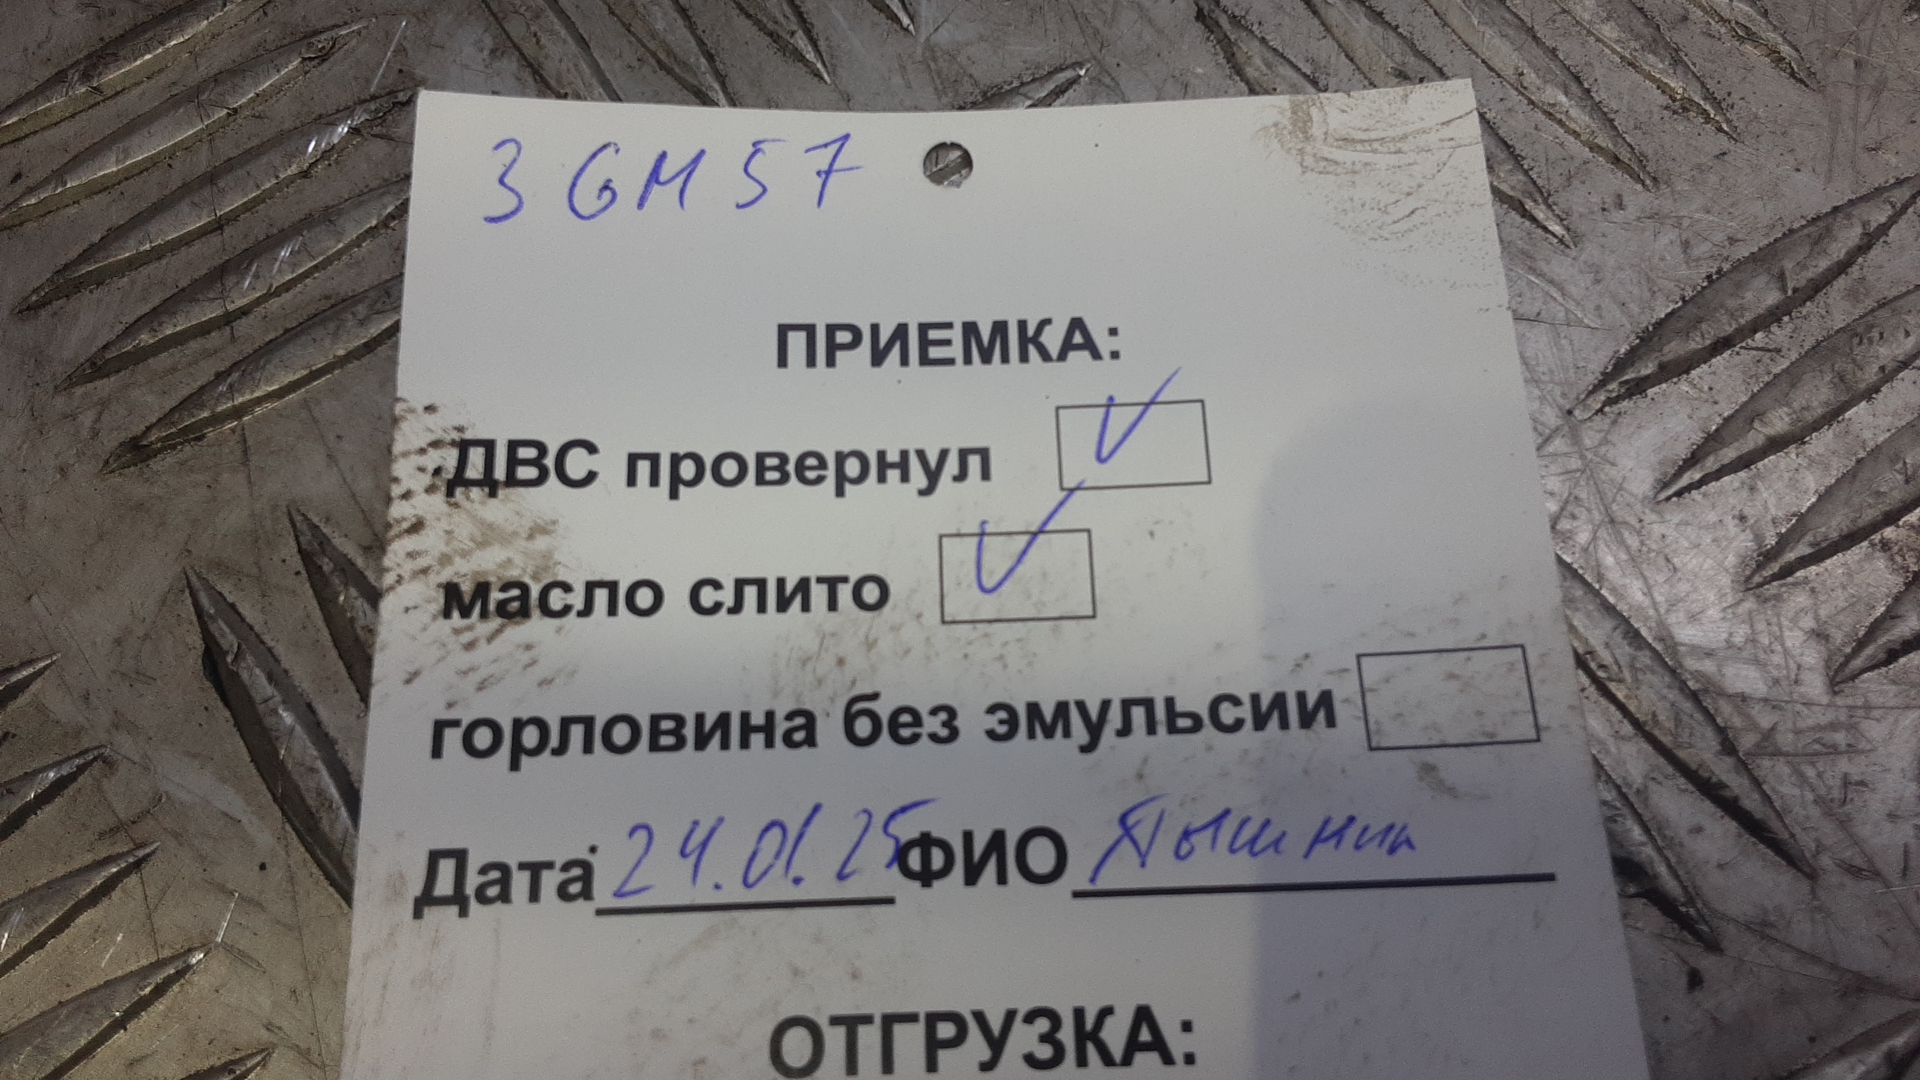 3GM57
ПРИЕМКА:
ДВС провернул
масло слито
горловина без эмульсии
Дата 24.01.25 ФИО
ОТГРУЗКА: